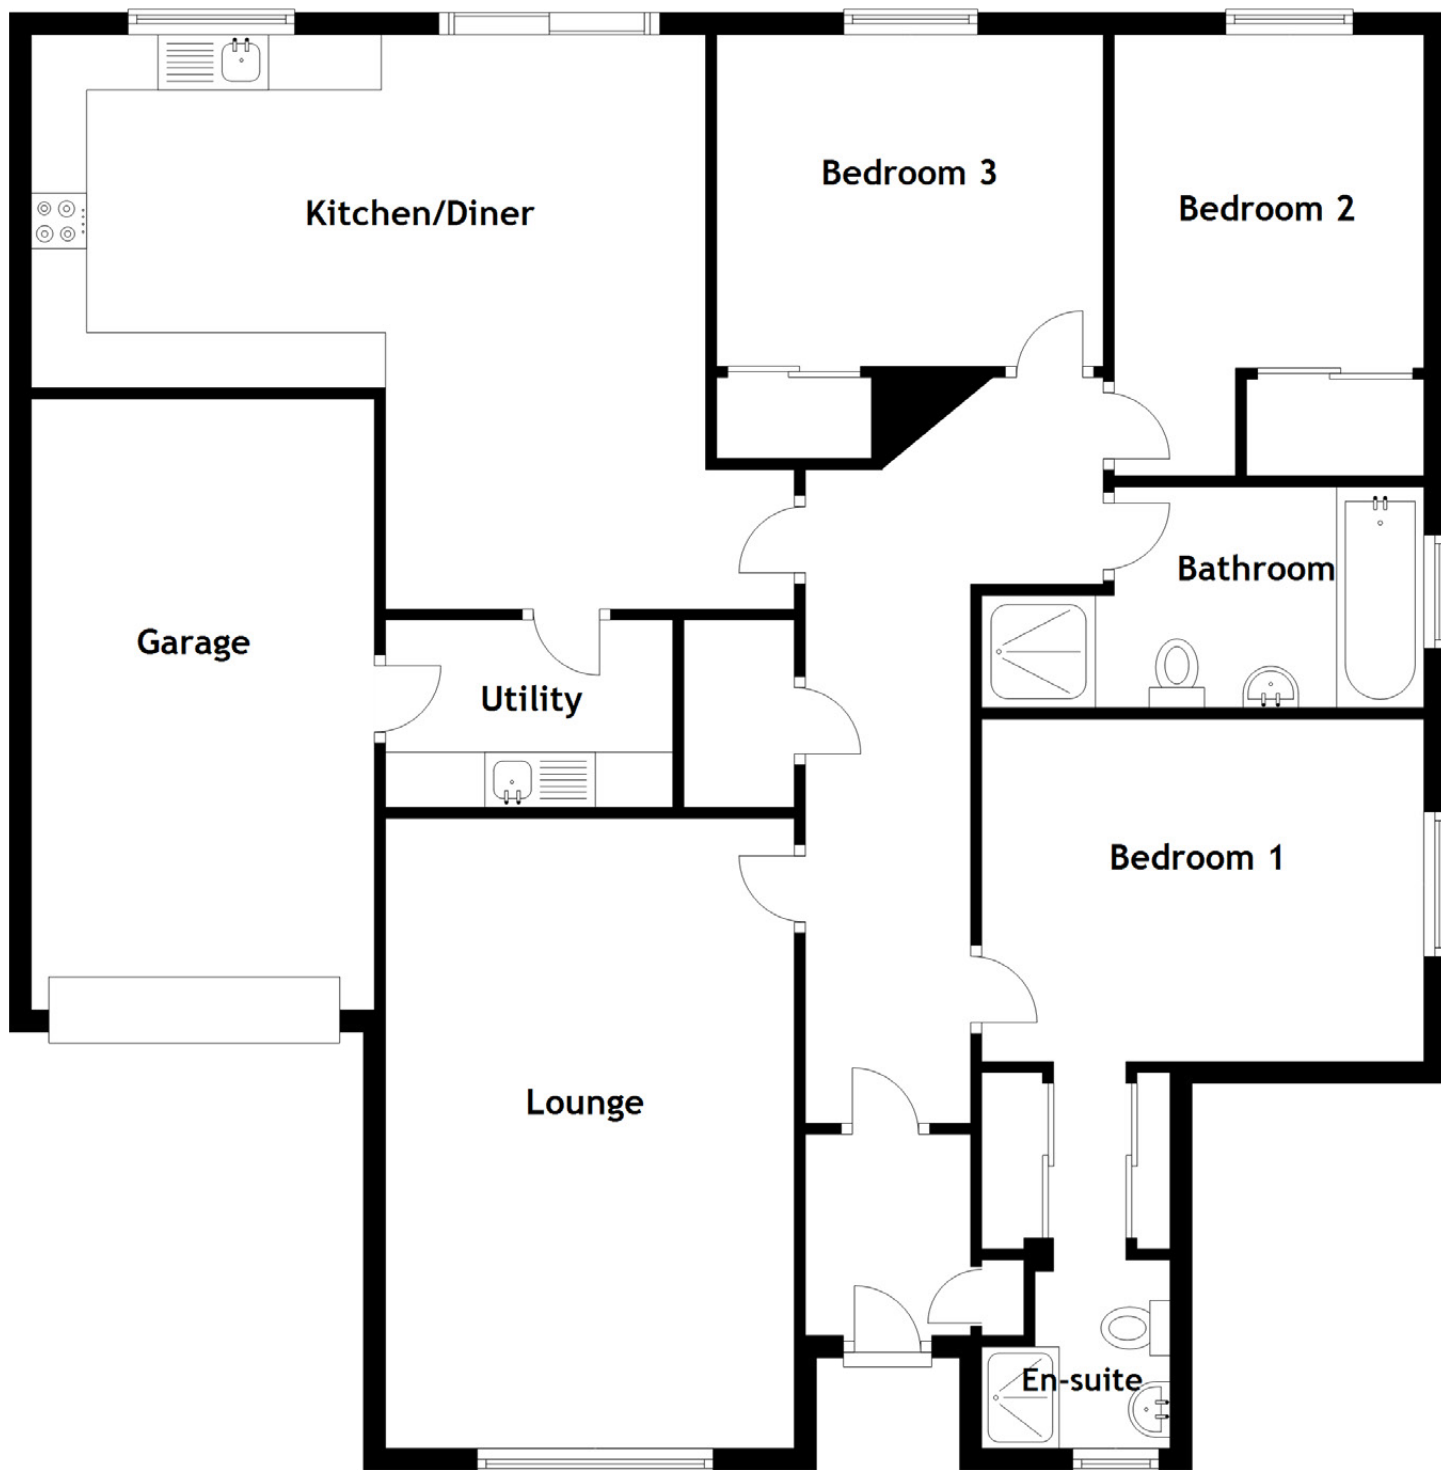 Bedroom 3
Bedroom 2
Kitchen/Diner
Bathroom
Garage
Utility
Bedroom 1
Lounge
En-suite